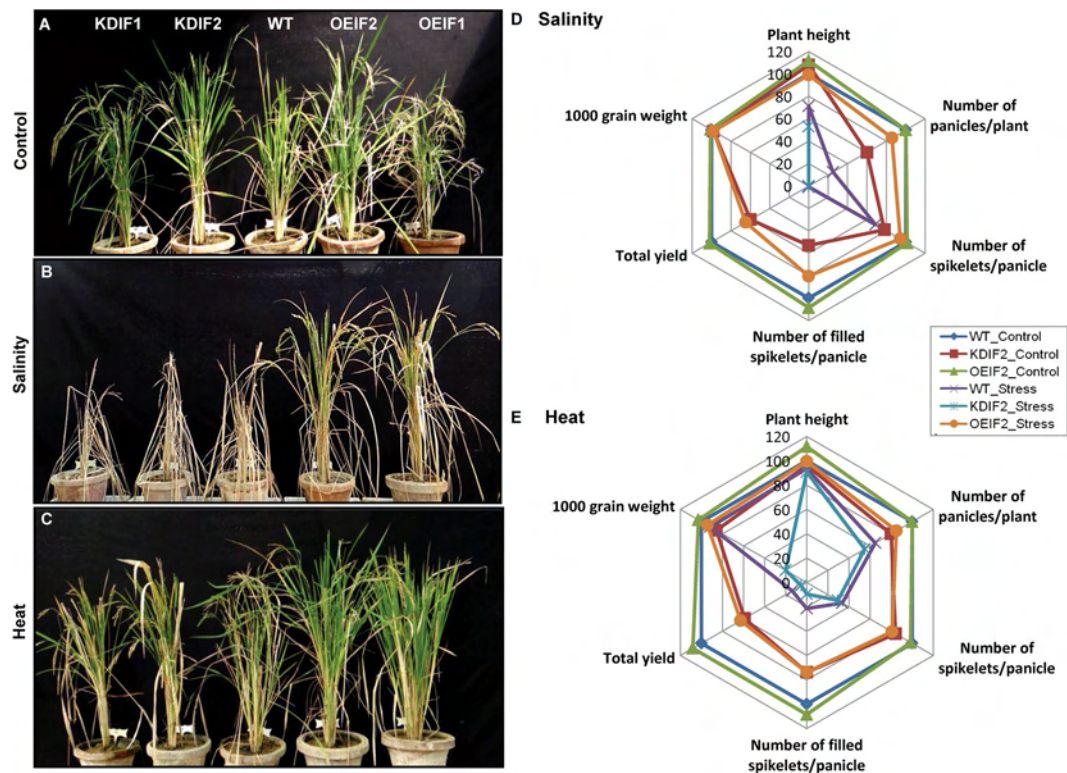 A
KDIF1
KDIF2
WT
OEIF2
OEIF1
Control
B
Salinity
C
Heat
D
Salinity
Plant height
Number of
panicles/plant
Number of
spikelets/panicle
Number of filled
spikelets/panicle
Total yield
1000 grain weight
120
100
80
60
40
20
0
WT_Control
KDIF2_Control
OEIF2_Control
WT_Stress
KDIF2_Stress
OEIF2_Stress
E
Heat
Plant height
Number of
panicles/plant
Number of
spikelets/panicle
Number of filled
spikelets/panicle
Total yield
1000 grain weight
120
100
80
60
40
20
0